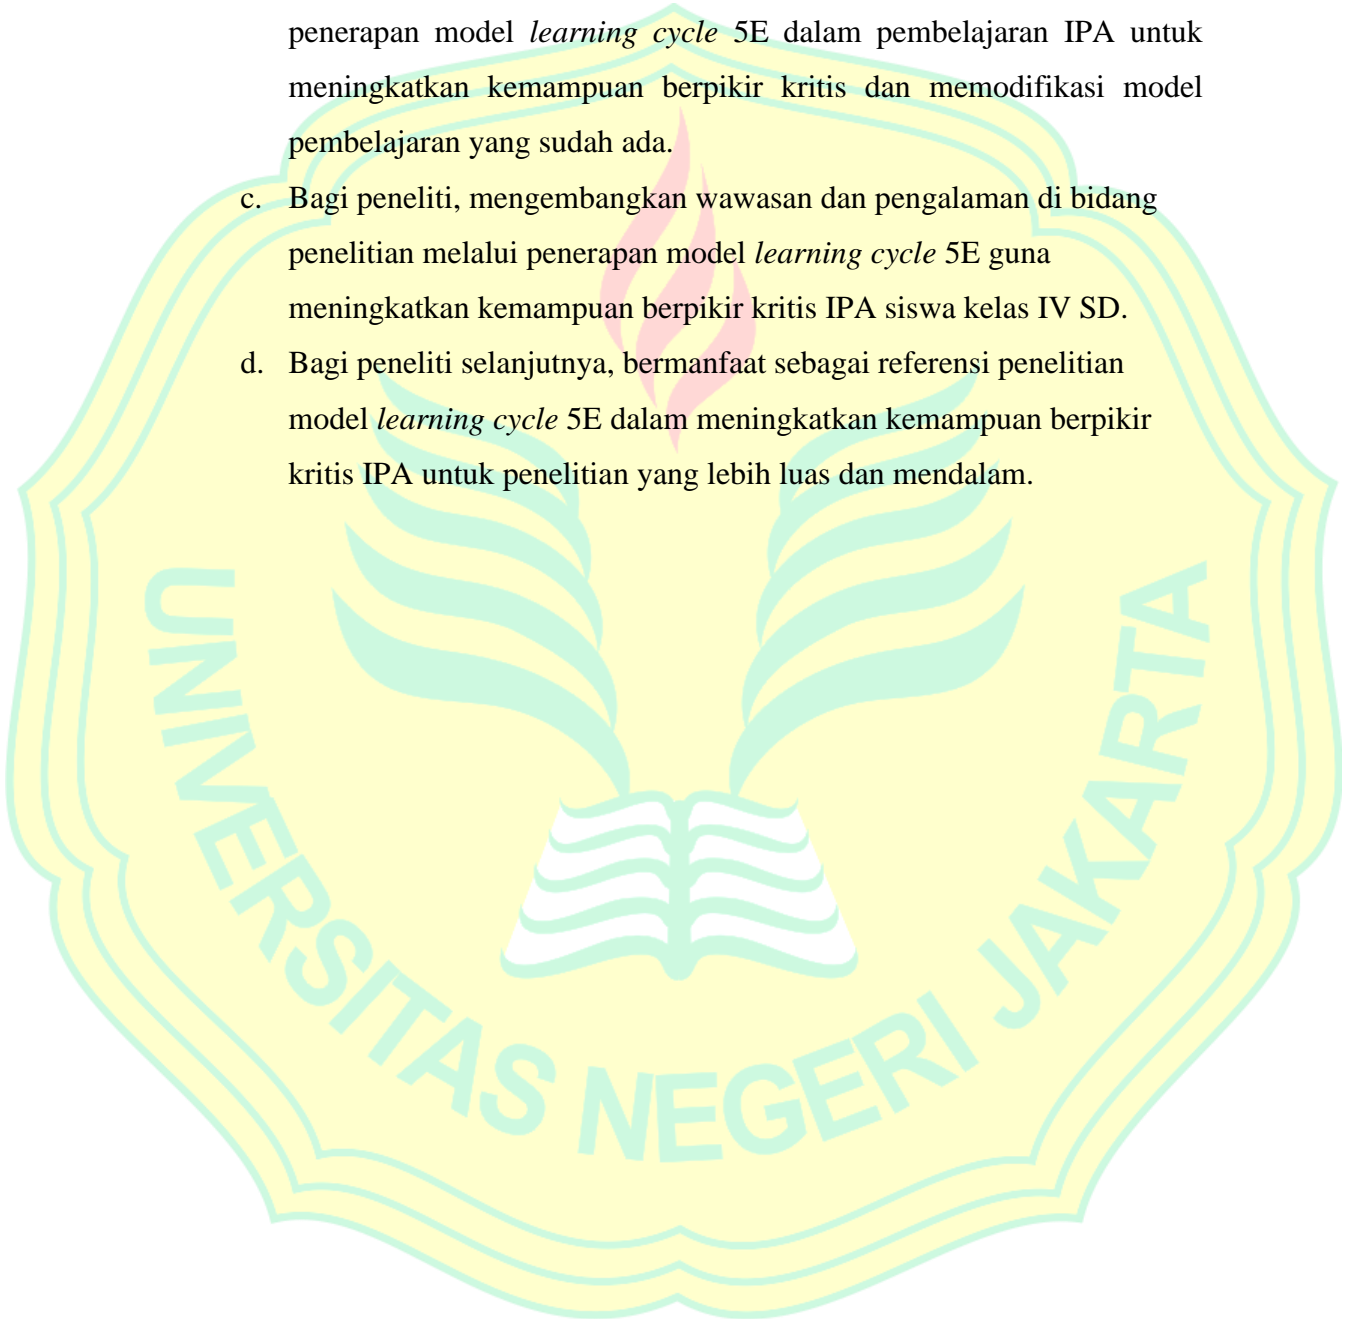 penerapan model learning cycle 5E dalam pembelajaran IPA untuk
meningkatkan kemampuan berpikir kritis dan memodifikasi model
pembelajaran yang sudah ada.
c. Bagi peneliti, mengembangkan wawasan dan pengalaman di bidang
penelitian melalui penerapan model learning cycle 5E guna
meningkatkan kemampuan berpikir kritis IPA siswa kelas IV SD.
d. Bagi peneliti selanjutnya, bermanfaat sebagai referensi penelitian
model learning cycle 5E dalam meningkatkan kemampuan berpikir
kritis IPA untuk penelitian yang lebih luas dan mendalam.
UNIVERSITAS NEGERI JAKARTA